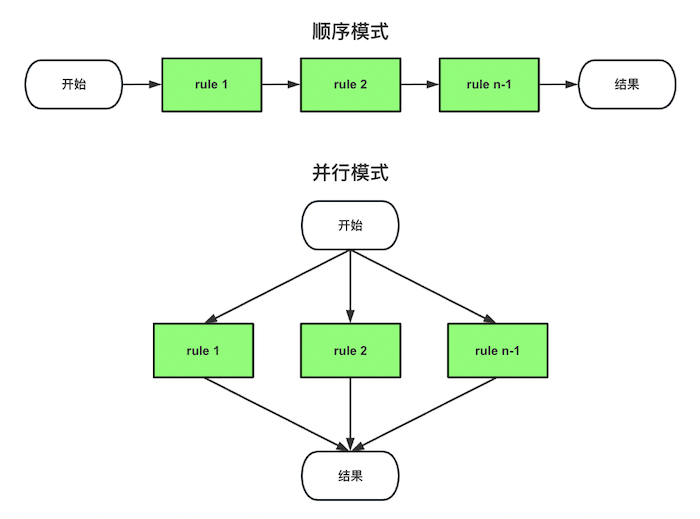 顺序模式
开始 rule 1 rule 2 rule n-1 结果
并行模式
开始
rule 1 rule 2 rule n-1
结果